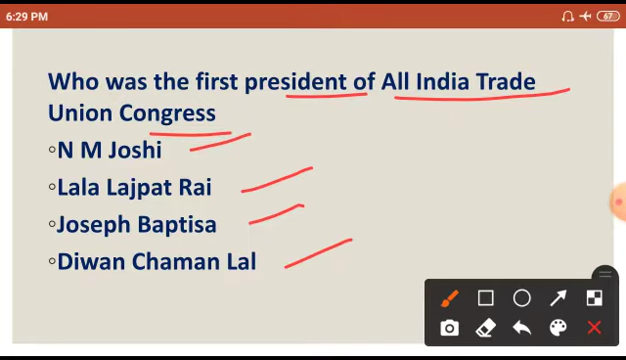 6:29 PM
67
Who was the first president of All India Trade
Union Congress
◦N M Joshi
◦Lala Lajpat Rai
◦Joseph Baptisa
◦Diwan Chaman Lal